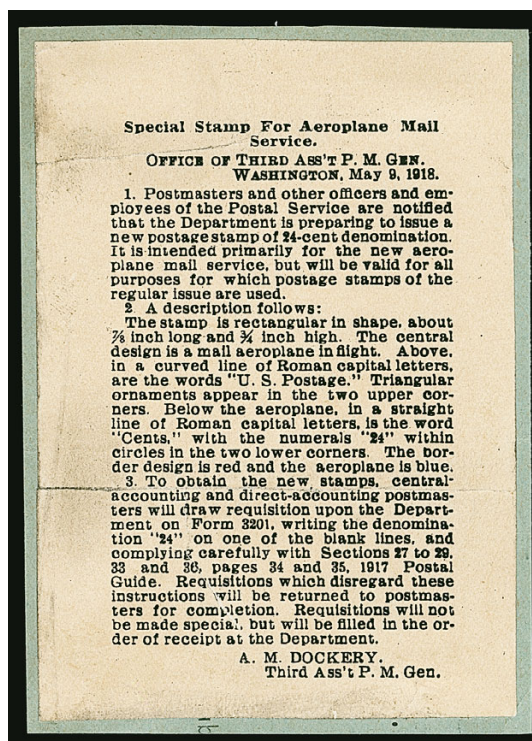 Special Stamp For Aeroplane Mail
Service.
OFFICE OF THIRD ASS'T P. M. GEN.
WASHINGTON, May 9, 1918.
1. Postmasters and other officers and em-
ployees of the Postal Service are notified
that the Department is preparing to issue a
new postage stamp of 24-cent denomination.
It is intended primarily for the new aero-
plane mail service, but will be valid for all
purposes for which postage stamps of the
regular issue are used.
2 A description follows:
The stamp is rectangular in shape, about
⅞ inch long and ¾ inch high. The central
design is a mail aeroplane in flight. Above,
in a curved line of Roman capital letters,
are the words "U. S. Postage." Triangular
ornaments appear in the two upper cor-
ners. Below the aeroplane, in a straight
line of Roman capital letters, is the word
"Cents," with the numerals "24" within
circles in the two lower corners. The bor-
der design is red and the aeroplane is blue.
3. To obtain the new stamps, central-
accounting and direct-accounting postmas-
ters will draw requisition upon the Depart-
ment on Form 3201, writing the denomina-
tion "24" on one of the blank lines, and
complying carefully with Sections 27 to 29,
33 and 36, pages 34 and 35, 1917 Postal
Guide. Requisitions which disregard these
instructions will be returned to postmas-
ters for completion. Requisitions will not
be made special, but will be filled in the or-
der of receipt at the Department.
A. M. DOCKERY.
Third Ass't P. M. Gen.